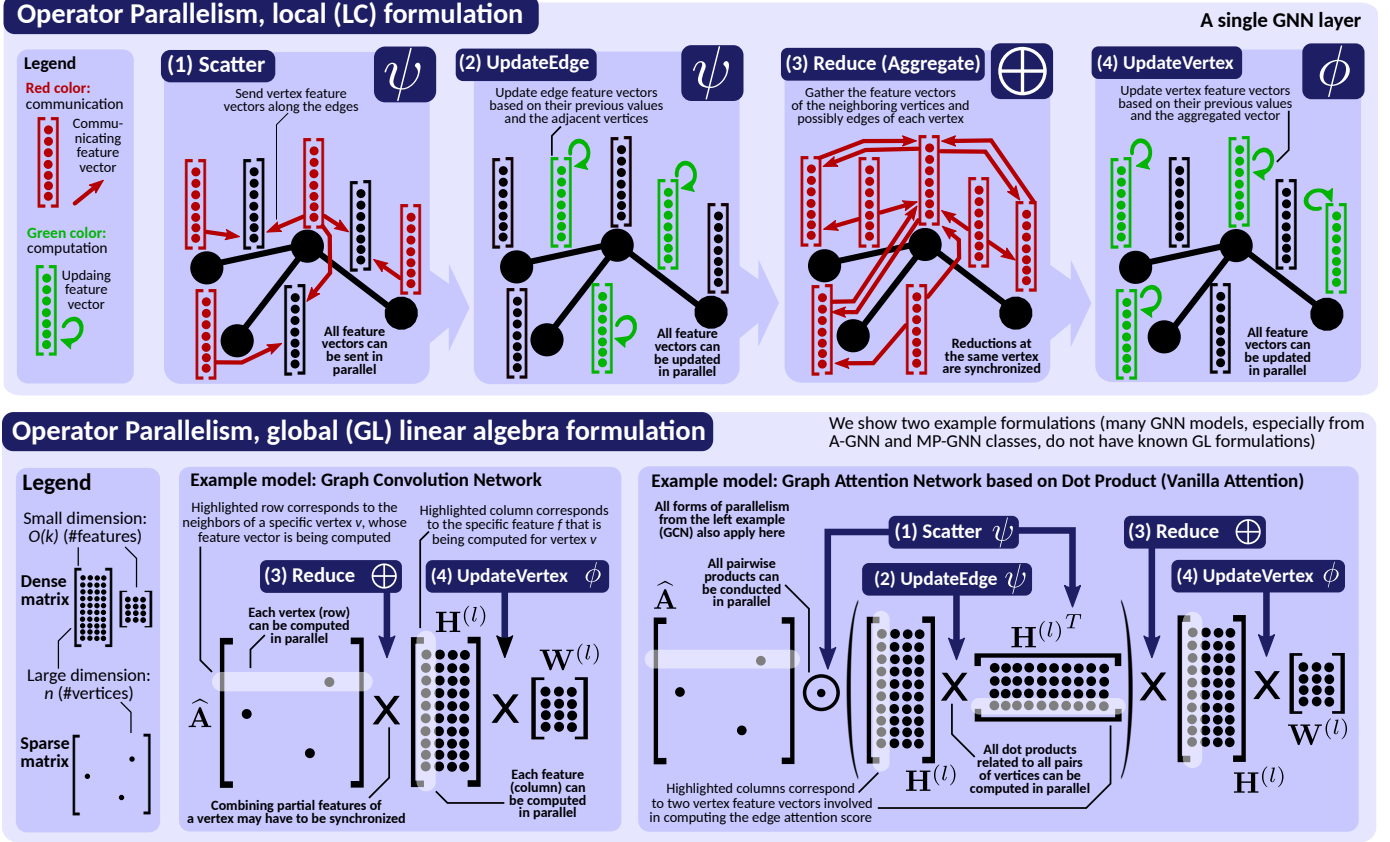 Operator Parallelism, local (LC) formulation
A single GNN layer
Legend
Red color:
communication
Commu-
nicating
feature
vector
Green color:
computation
Updaing
feature
vector
(1) Scatter
ψ
Send vertex feature
vectors along the edges
All feature
vectors can
be sent in
parallel
(2) UpdateEdge
ψ
Update edge feature vectors
based on their previous values
and the adjacent vertices
All feature
vectors can
be updated
in parallel
(3) Reduce (Aggregate)
⊕
Gather the feature vectors
of the neighboring vertices and
possibly edges of each vertex
Reductions at
the same vertex
are synchronized
(4) UpdateVertex
ϕ
Update vertex feature vectors
based on their previous values
and the aggregated vector
All feature
vectors can
be updated
in parallel
Operator Parallelism, global (GL) linear algebra formulation
We show two example formulations (many GNN models, especially from
A-GNN and MP-GNN classes, do not have known GL formulations)
Legend
Small dimension:
O(k) (#features)
Dense
matrix
Large dimension:
n (#vertices)
Sparse
matrix
Example model: Graph Convolution Network
Highlighted row corresponds to the
neighbors of a specific vertex v, whose
feature vector is being computed
Highlighted column corresponds
to the specific feature f that is
being computed for vertex v
(3) Reduce ⊕
(4) UpdateVertex ϕ
Each vertex (row)
can be computed
in parallel
H^(l)
W^(l)
Â
X
X
Each feature
(column) can
be computed
in parallel
Combining partial features of
a vertex may have to be synchronized
Example model: Graph Attention Network based on Dot Product (Vanilla Attention)
All forms of parallelism
from the left example
(GCN) also apply here
(1) Scatter ψ
(3) Reduce ⊕
All pairwise
products can
be conducted
in parallel
(2) UpdateEdge ψ
(4) UpdateVertex ϕ
Â
H^(l)T
⊙
X
X
X
W^(l)
H^(l)
H^(l)
All dot products
related to all pairs
of vertices can be
computed in parallel
Highlighted columns correspond
to two vertex feature vectors involved
in computing the edge attention score